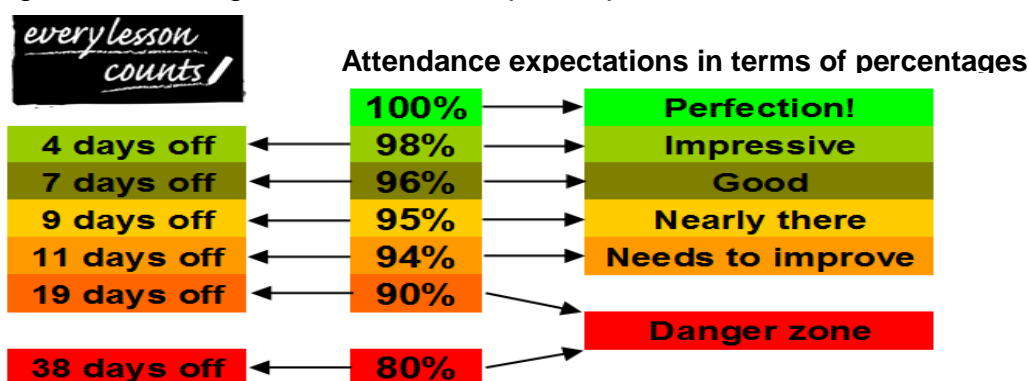 every lesson
counts
Attendance expectations in terms of percentages
100% Perfection!
4 days off 98% Impressive
7 days off 96% Good
9 days off 95% Nearly there
11 days off 94% Needs to improve
19 days off 90%
Danger zone
38 days off 80%